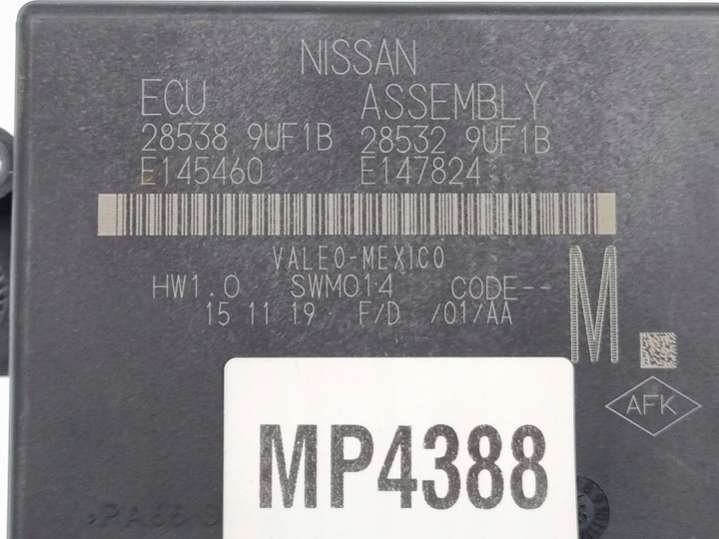 NISSAN
ECU ASSEMBLY
28538 9UF1B 28532 9UF1B
E145460 E147824
VALEO-MEXICO
HW1.0 SWM014 CODE--
15 11 19 F/D /01/AA
M
AFK
MP4388